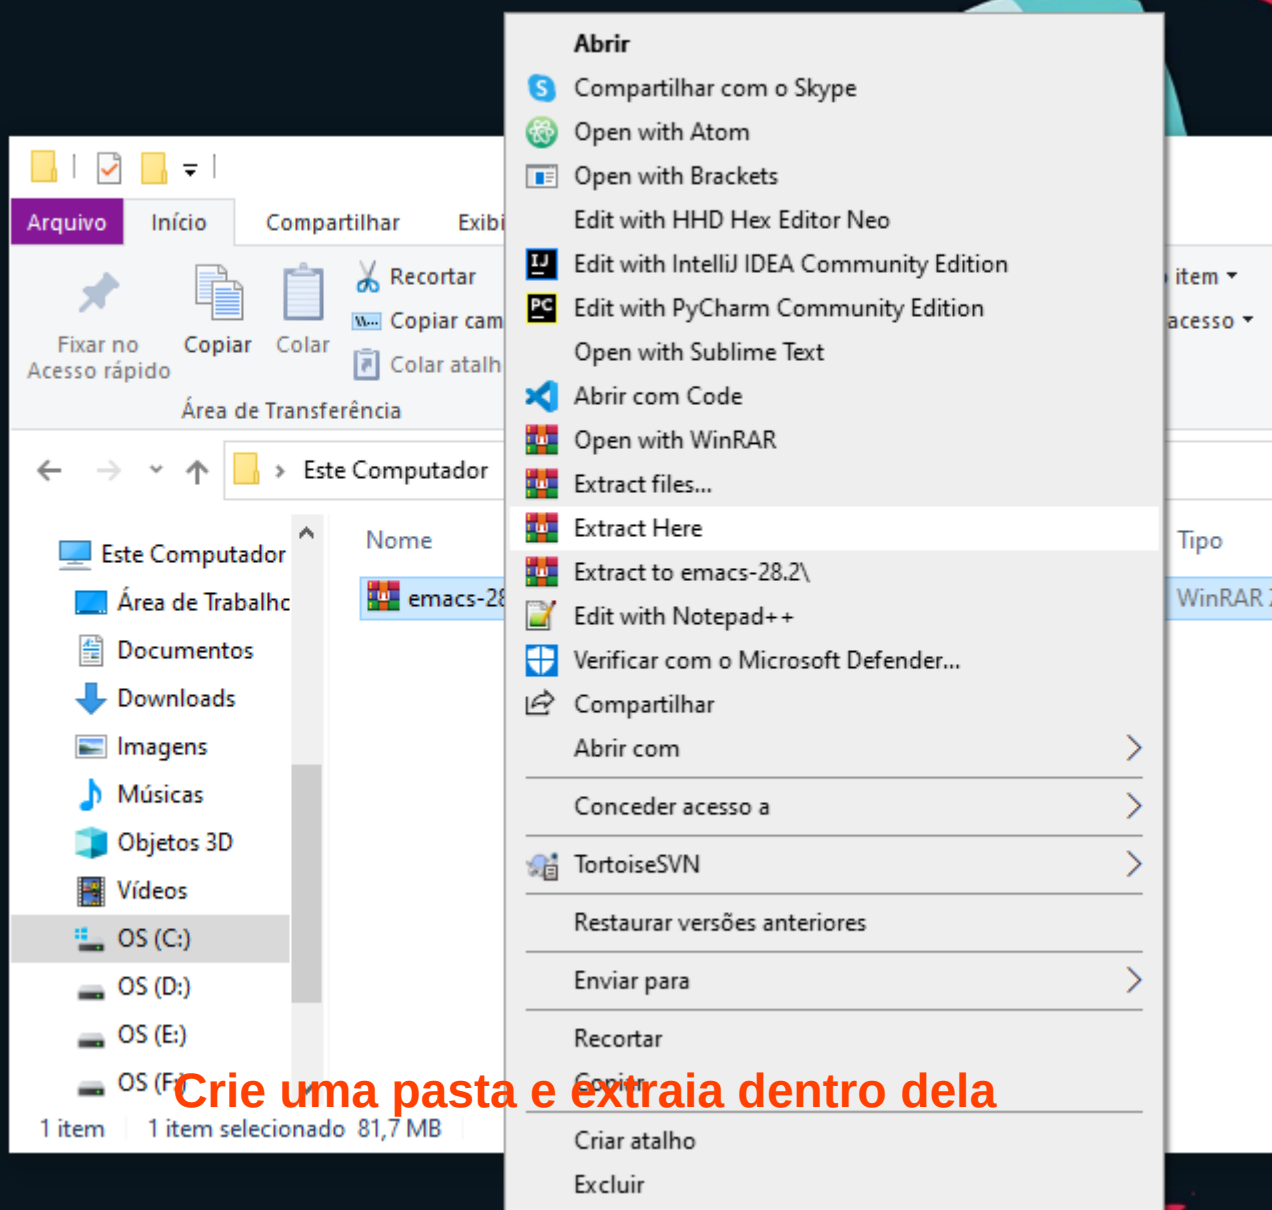 Abrir
Compartilhar com o Skype
Open with Atom
Open with Brackets
Edit with HHD Hex Editor Neo
Edit with IntelliJ IDEA Community Edition
Edit with PyCharm Community Edition
Open with Sublime Text
Abrir com Code
Open with WinRAR
Extract files...
Extract Here
Extract to emacs-28.2\
Edit with Notepad++
Verificar com o Microsoft Defender...
Compartilhar
Abrir com
Conceder acesso a
TortoiseSVN
Restaurar versões anteriores
Enviar para
Recortar
Copiar
Criar atalho
Excluir
Arquivo Início Compartilhar Exibi
Recortar
Copiar cam
Colar atalh
Fixar no
Acesso rápido
Copiar
Colar
Área de Transferência
item
acesso
Este Computador
Nome
Tipo
emacs-28
WinRAR
Este Computador
Área de Trabalhc
Documentos
Downloads
Imagens
Músicas
Objetos 3D
Vídeos
OS (C:)
OS (D:)
OS (E:)
OS (F:)
Crie uma pasta e extraia dentro dela
1 item 1 item selecionado 81,7 MB